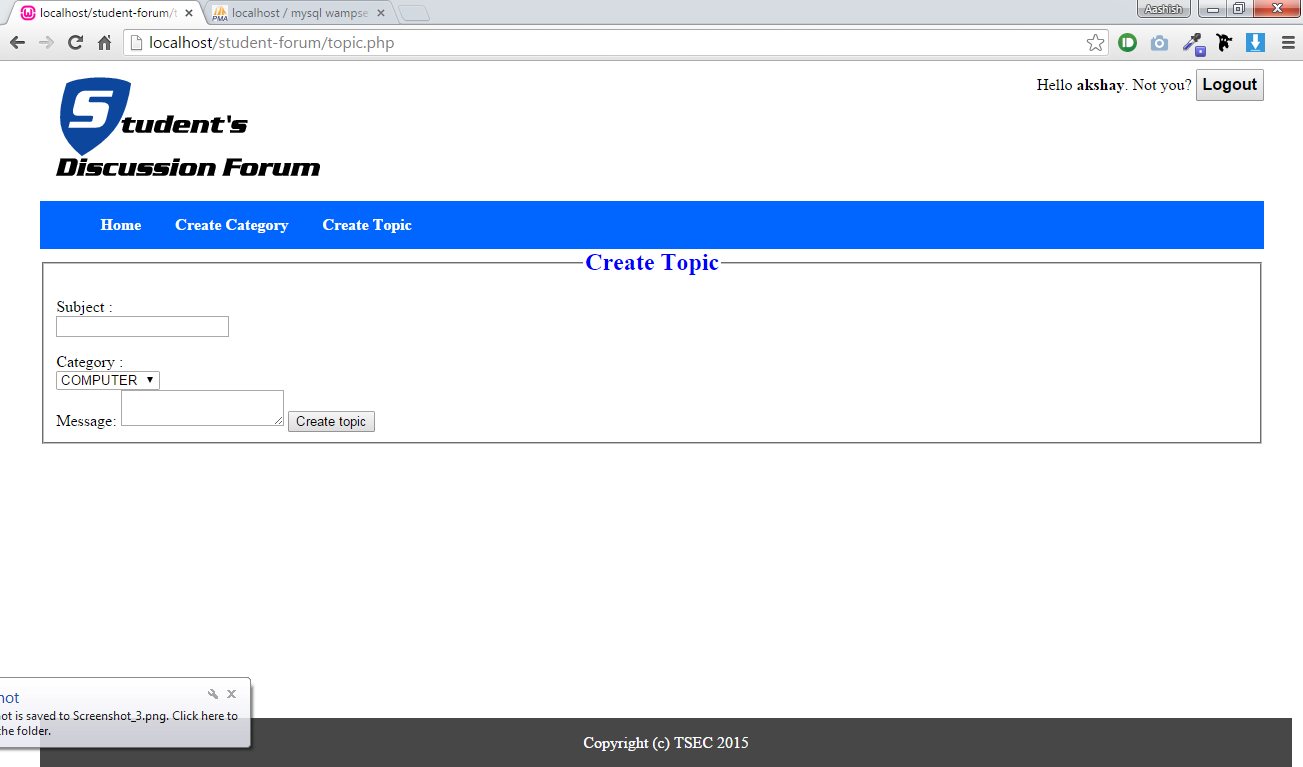 localhost/student-forum/t
localhost / mysql wampse
Aashish
localhost/student-forum/topic.php
Hello akshay. Not you? Logout
Student's
Discussion Forum
Home Create Category Create Topic
Create Topic
Subject :
Category :
COMPUTER
Message:
Create topic
hot
hot is saved to Screenshot_3.png. Click here to
the folder.
Copyright (c) TSEC 2015